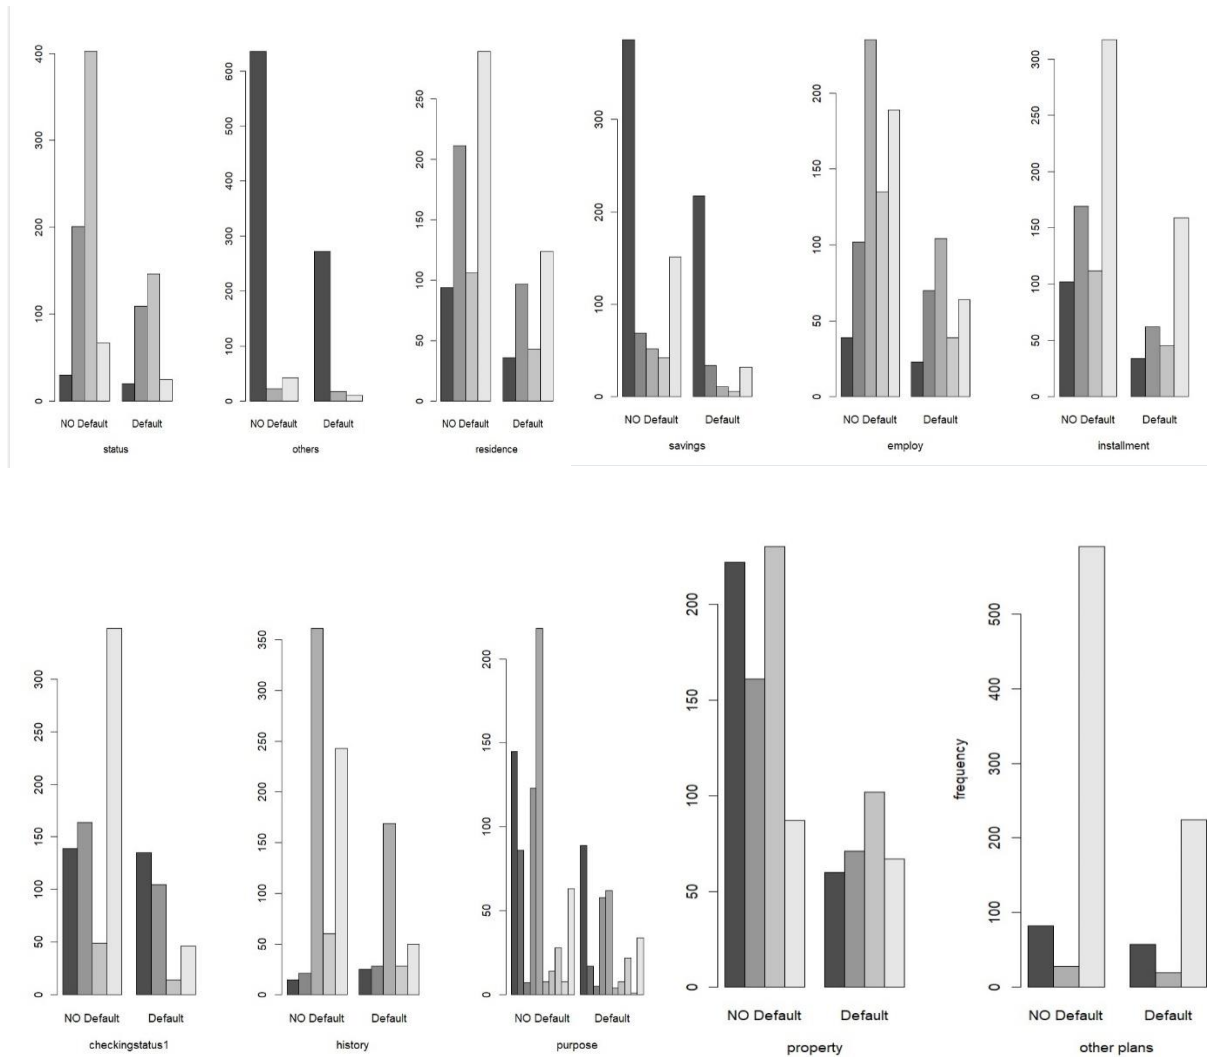 0 100 200 300 400
NO Default Default
status
0 100 200 300 400 500 600
NO Default Default
others
0 50 100 150 200 250
NO Default Default
residence
0 100 200 300
NO Default Default
savings
0 50 100 150 200
NO Default Default
employ
0 50 100 150 200 250 300
NO Default Default
installment
0 50 100 150 200 250 300
NO Default Default
checkingstatus1
0 50 100 150 200 250 300 350
NO Default Default
history
0 50 100 150 200
NO Default Default
purpose
0 50 100 150 200
NO Default Default
property
frequency
0 100 200 300 400 500
NO Default Default
other plans